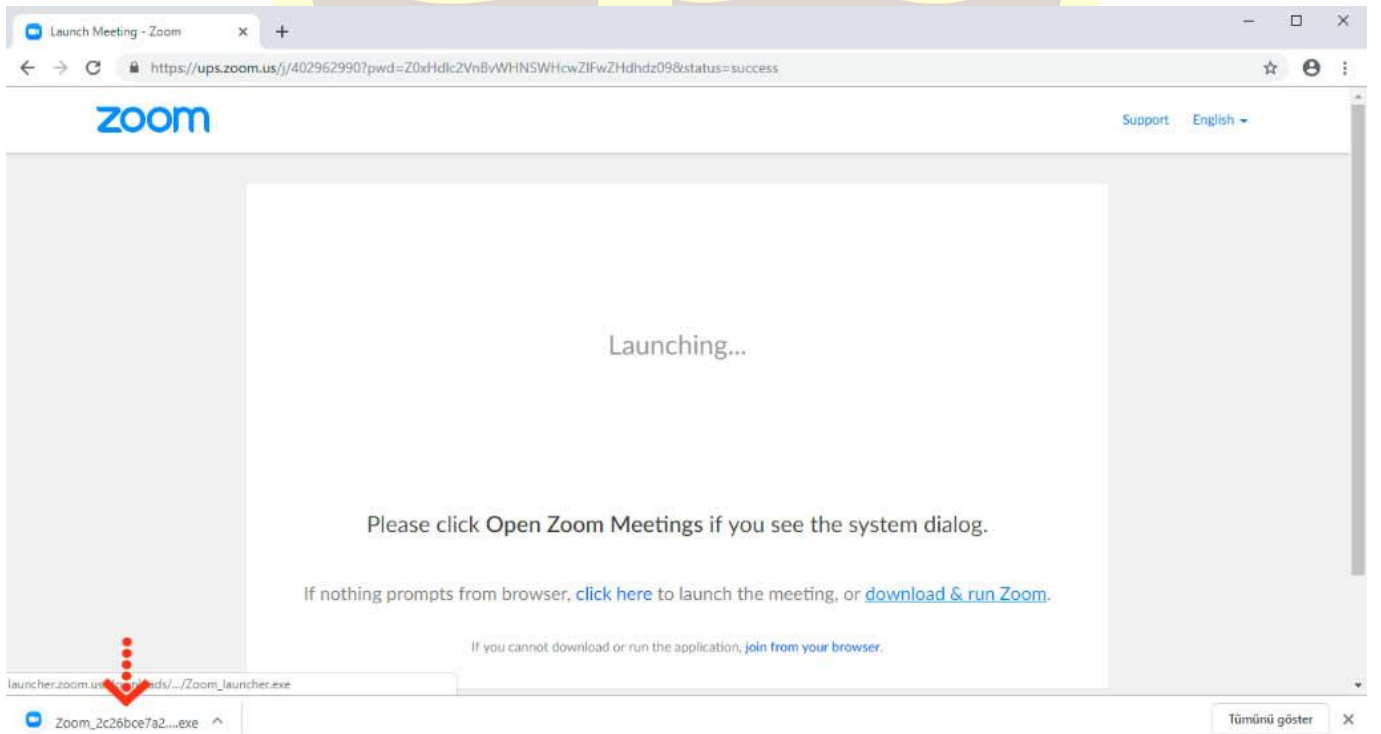 Launch Meeting - Zoom
https://ups.zoom.us/j/402962990?pwd=Z0xHdlc2VnBvWHNSWHcwZlFwZHdhdz09&status=success
zoom
Support English
Launching...
Please click Open Zoom Meetings if you see the system dialog.
If nothing prompts from browser, click here to launch the meeting, or download & run Zoom.
If you cannot download or run the application, join from your browser.
/.../Zoom_launcher.exe
Zoom_2c26bce7a2....exe
Tümünü göster